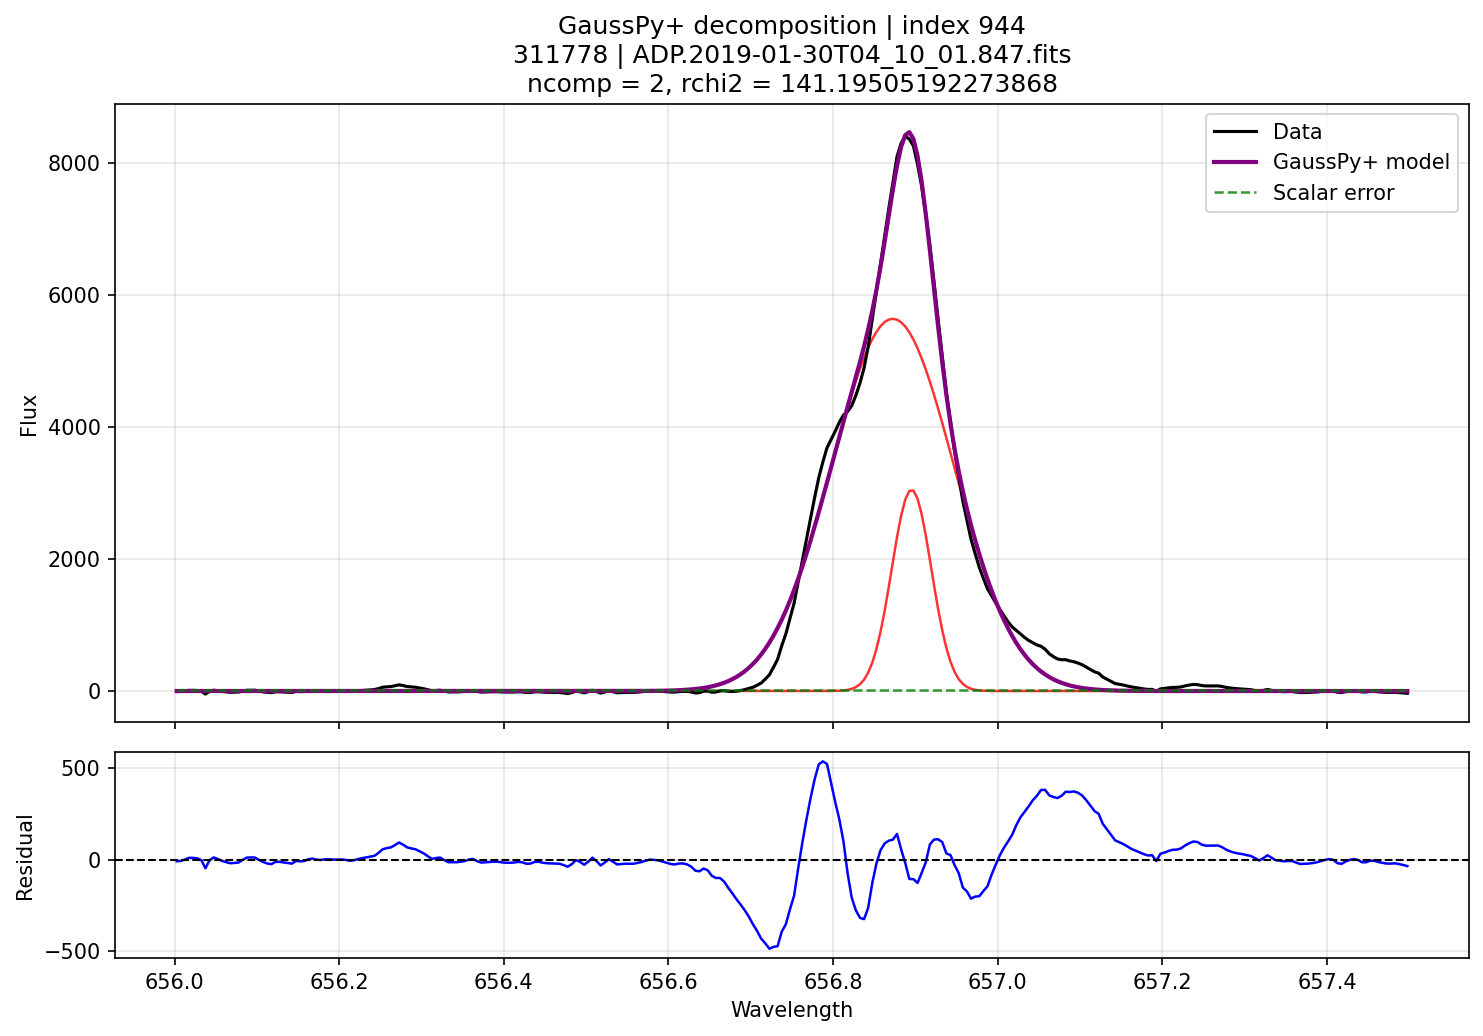 GaussPy+ decomposition | index 944
311778 | ADP.2019-01-30T04_10_01.847.fits
ncomp = 2, rchi2 = 141.19505192273868
Data
GaussPy+ model
Scalar error
Flux
8000
6000
4000
2000
0
Residual
500
0
−500
656.0 656.2 656.4 656.6 656.8 657.0 657.2 657.4
Wavelength